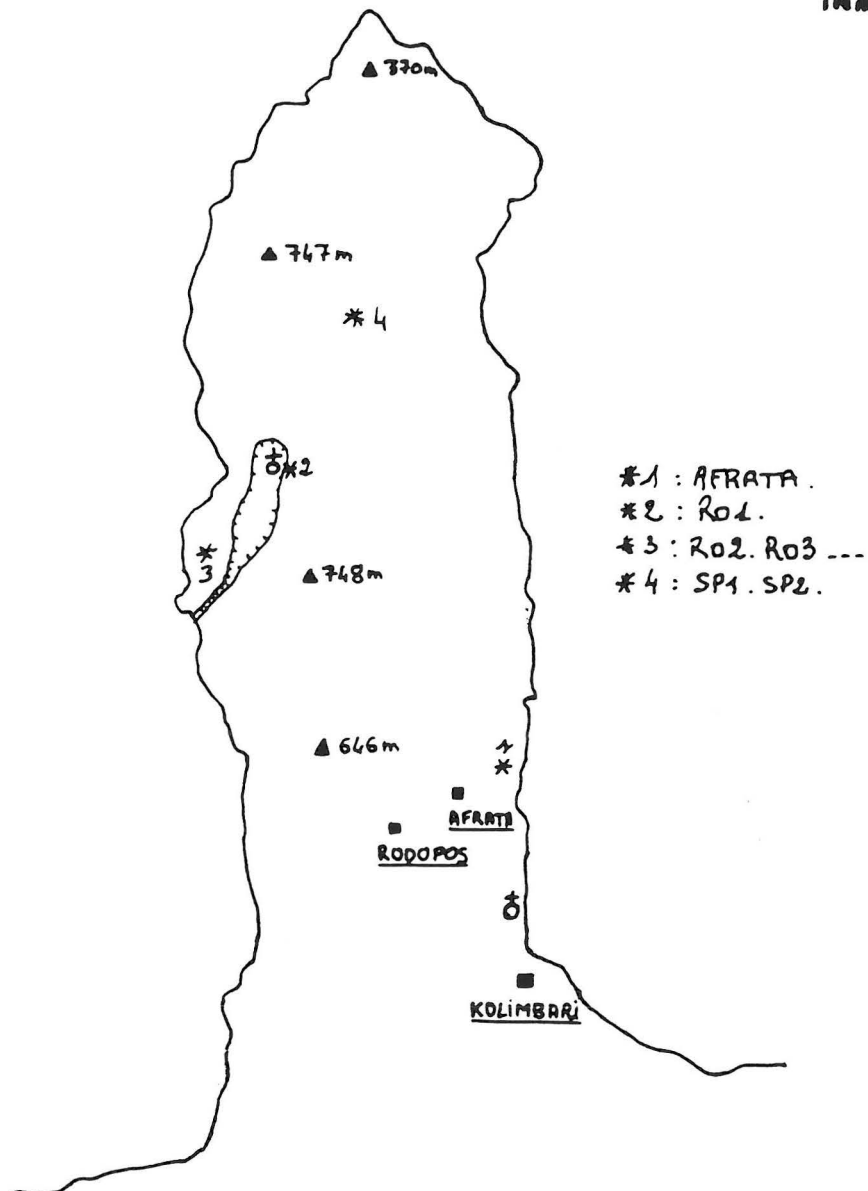 370m
747m
* 4
*2
*1 : AFRATA.
*2 : RO1.
*3 : RO2. RO3 ----
*4 : SP1. SP2.
*
3
748m
646m
1
*
AFRATA
RODOPOS
KOLIMBARI